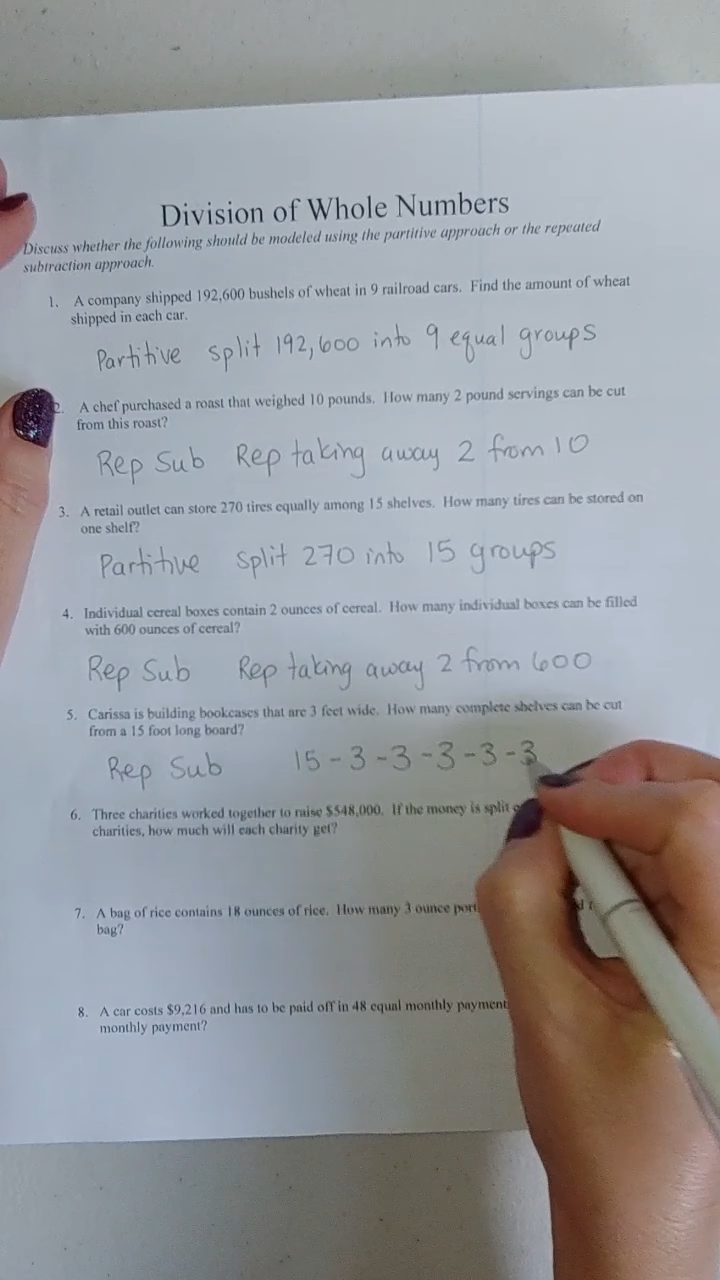 Division of Whole Numbers
Discuss whether the following should be modeled using the partitive approach or the repeated
subtraction approach.
1. A company shipped 192,600 bushels of wheat in 9 railroad cars. Find the amount of wheat
shipped in each car.
Partitive split 192,600 into 9 equal groups
2. A chef purchased a roast that weighed 10 pounds. How many 2 pound servings can be cut
from this roast?
Rep Sub Rep taking away 2 from 10
3. A retail outlet can store 270 tires equally among 15 shelves. How many tires can be stored on
one shelf?
Partitive split 270 into 15 groups
4. Individual cereal boxes contain 2 ounces of cereal. How many individual boxes can be filled
with 600 ounces of cereal?
Rep Sub Rep taking away 2 from 600
5. Carissa is building bookcases that are 3 feet wide. How many complete shelves can be cut
from a 15 foot long board?
Rep Sub 15 - 3 - 3 - 3 - 3 - 3
6. Three charities worked together to raise $548,000. If the money is split
charities, how much will each charity get?
7. A bag of rice contains 18 ounces of rice. How many 3 ounce
bag?
8. A car costs $9,216 and has to be paid off in 48 equal monthly
monthly payment?